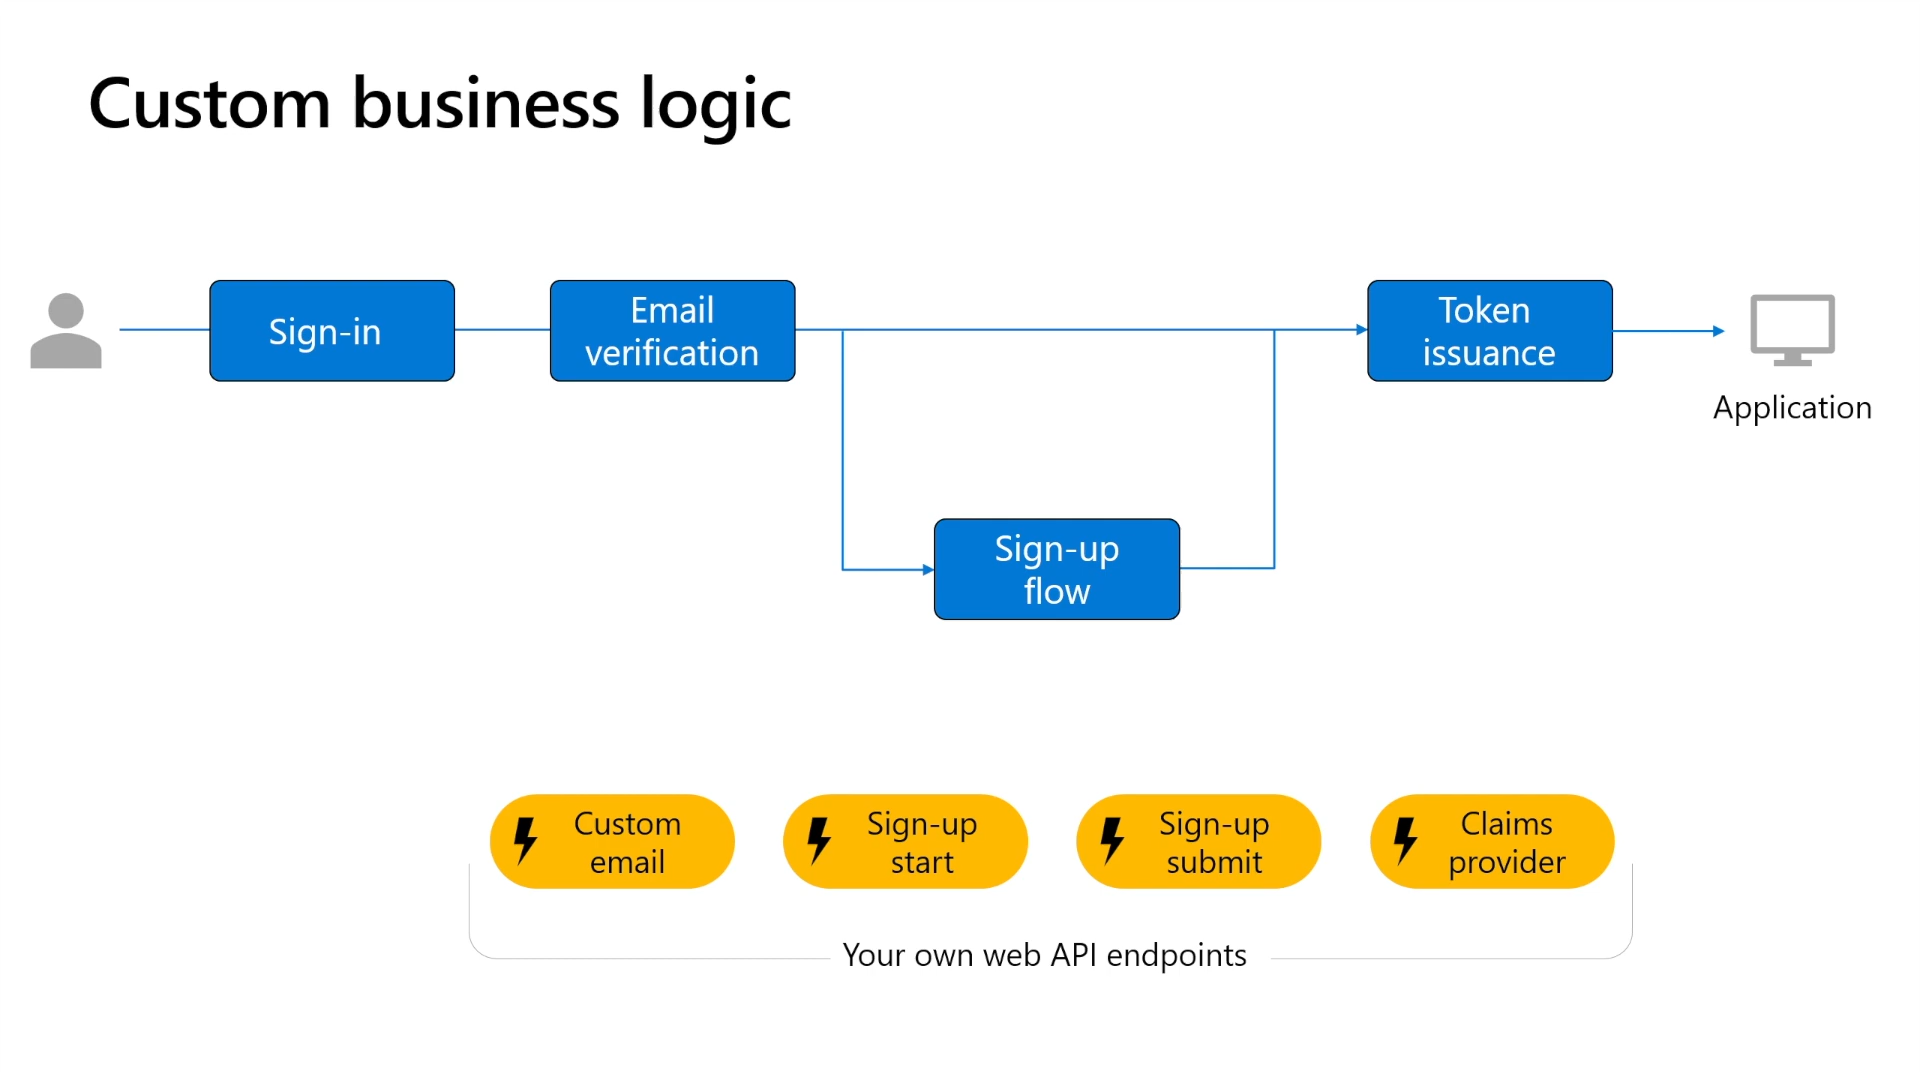 Custom business logic
Sign-in
Email
verification
Token
issuance
Application
Sign-up
flow
Custom
email
Sign-up
start
Sign-up
submit
Claims
provider
Your own web API endpoints